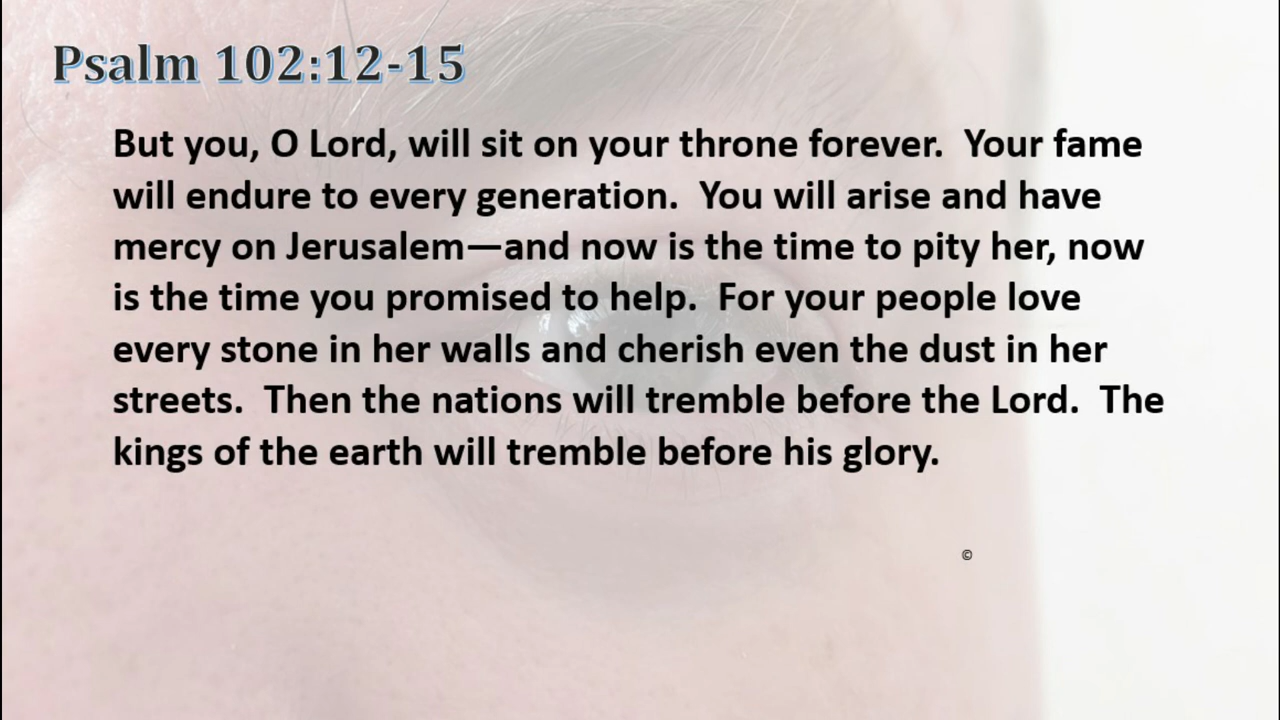 Psalm 102:12-15
But you, O Lord, will sit on your throne forever.  Your fame
will endure to every generation.  You will arise and have
mercy on Jerusalem—and now is the time to pity her, now
is the time you promised to help.  For your people love
every stone in her walls and cherish even the dust in her
streets.  Then the nations will tremble before the Lord.  The
kings of the earth will tremble before his glory.
©